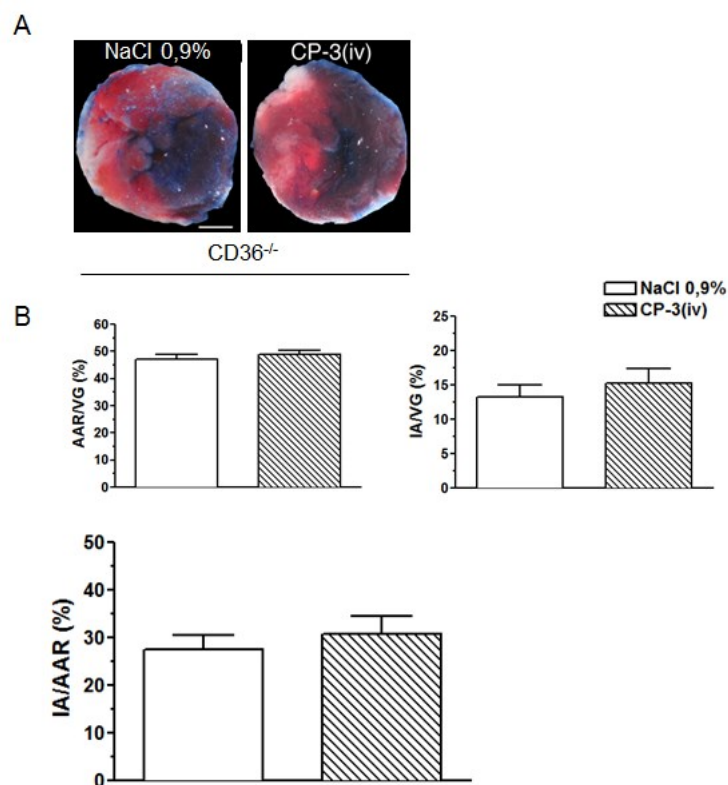 A
NaCl 0,9%
CP-3(iv)
CD36-/-
B
NaCl 0,9%
CP-3(iv)
AAR/VG (%)
60
50
40
30
20
10
0
IA/VG (%)
25
20
15
10
5
0
IA/AAR (%)
50
40
30
20
10
0